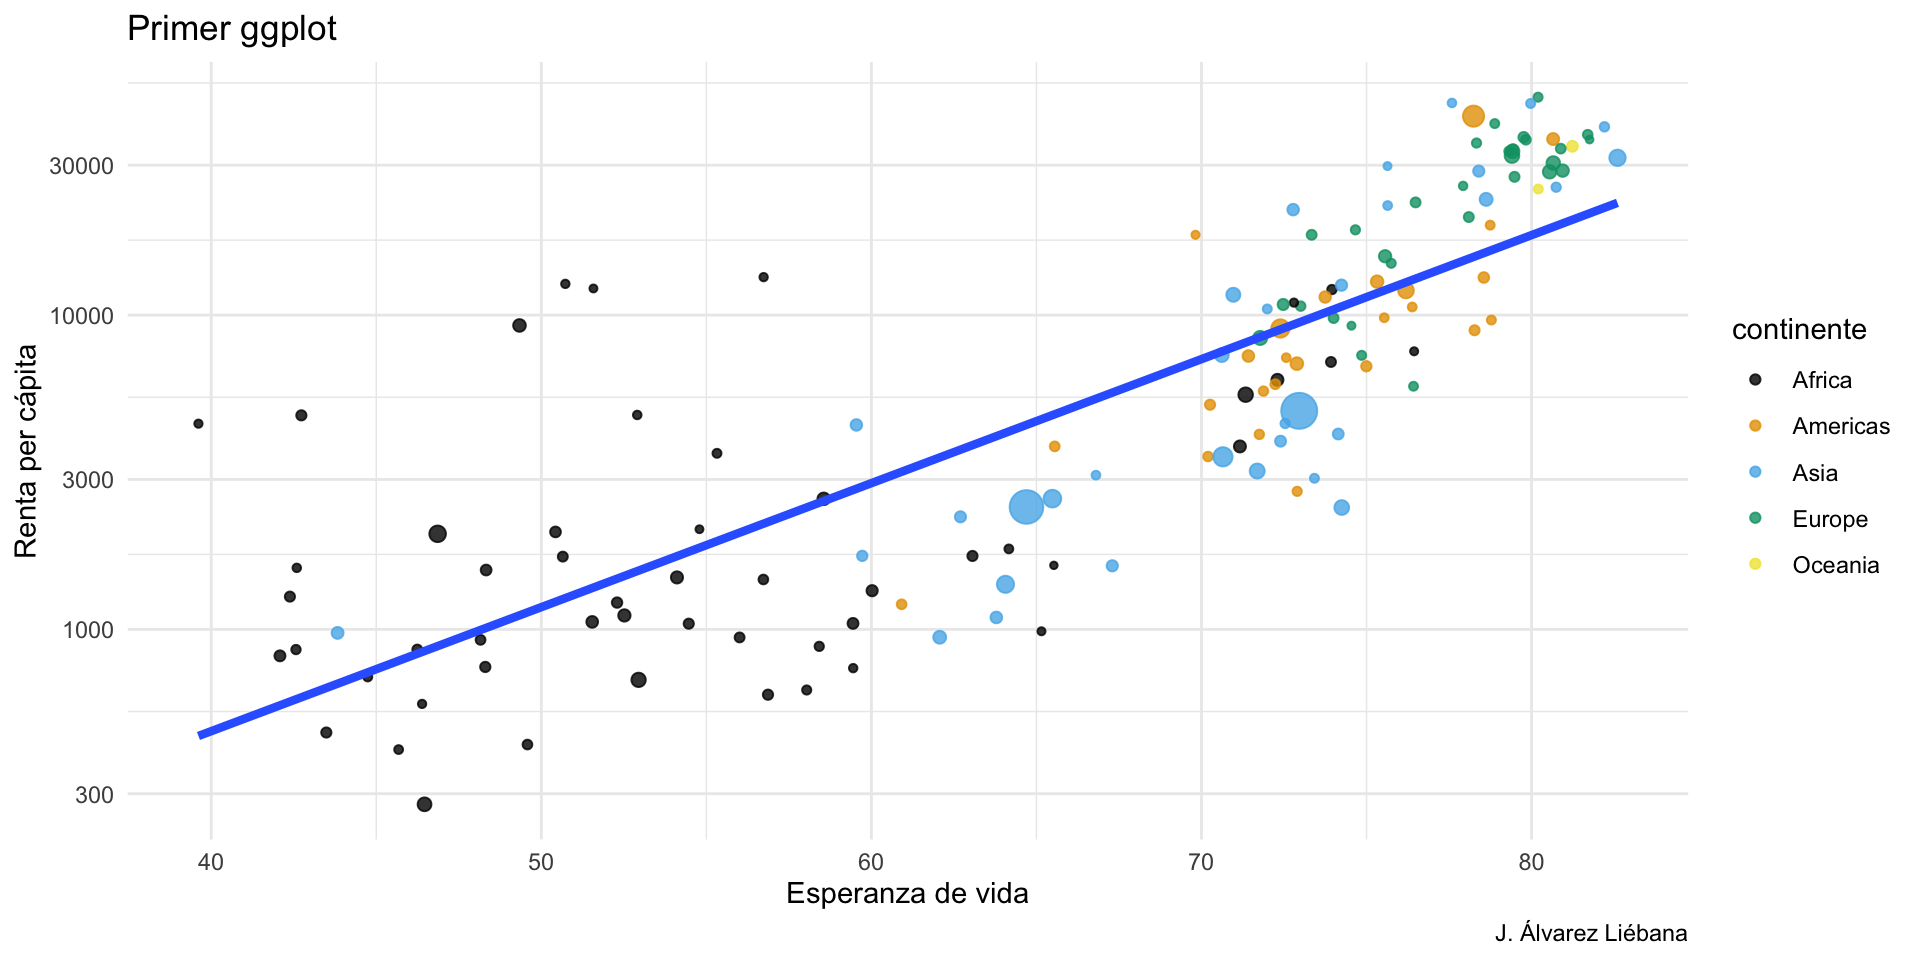 Primer ggplot
30000
10000
3000
1000
300
Renta per cápita
40 50 60 70 80
Esperanza de vida
continente
Africa
Americas
Asia
Europe
Oceania
J. Álvarez Liébana